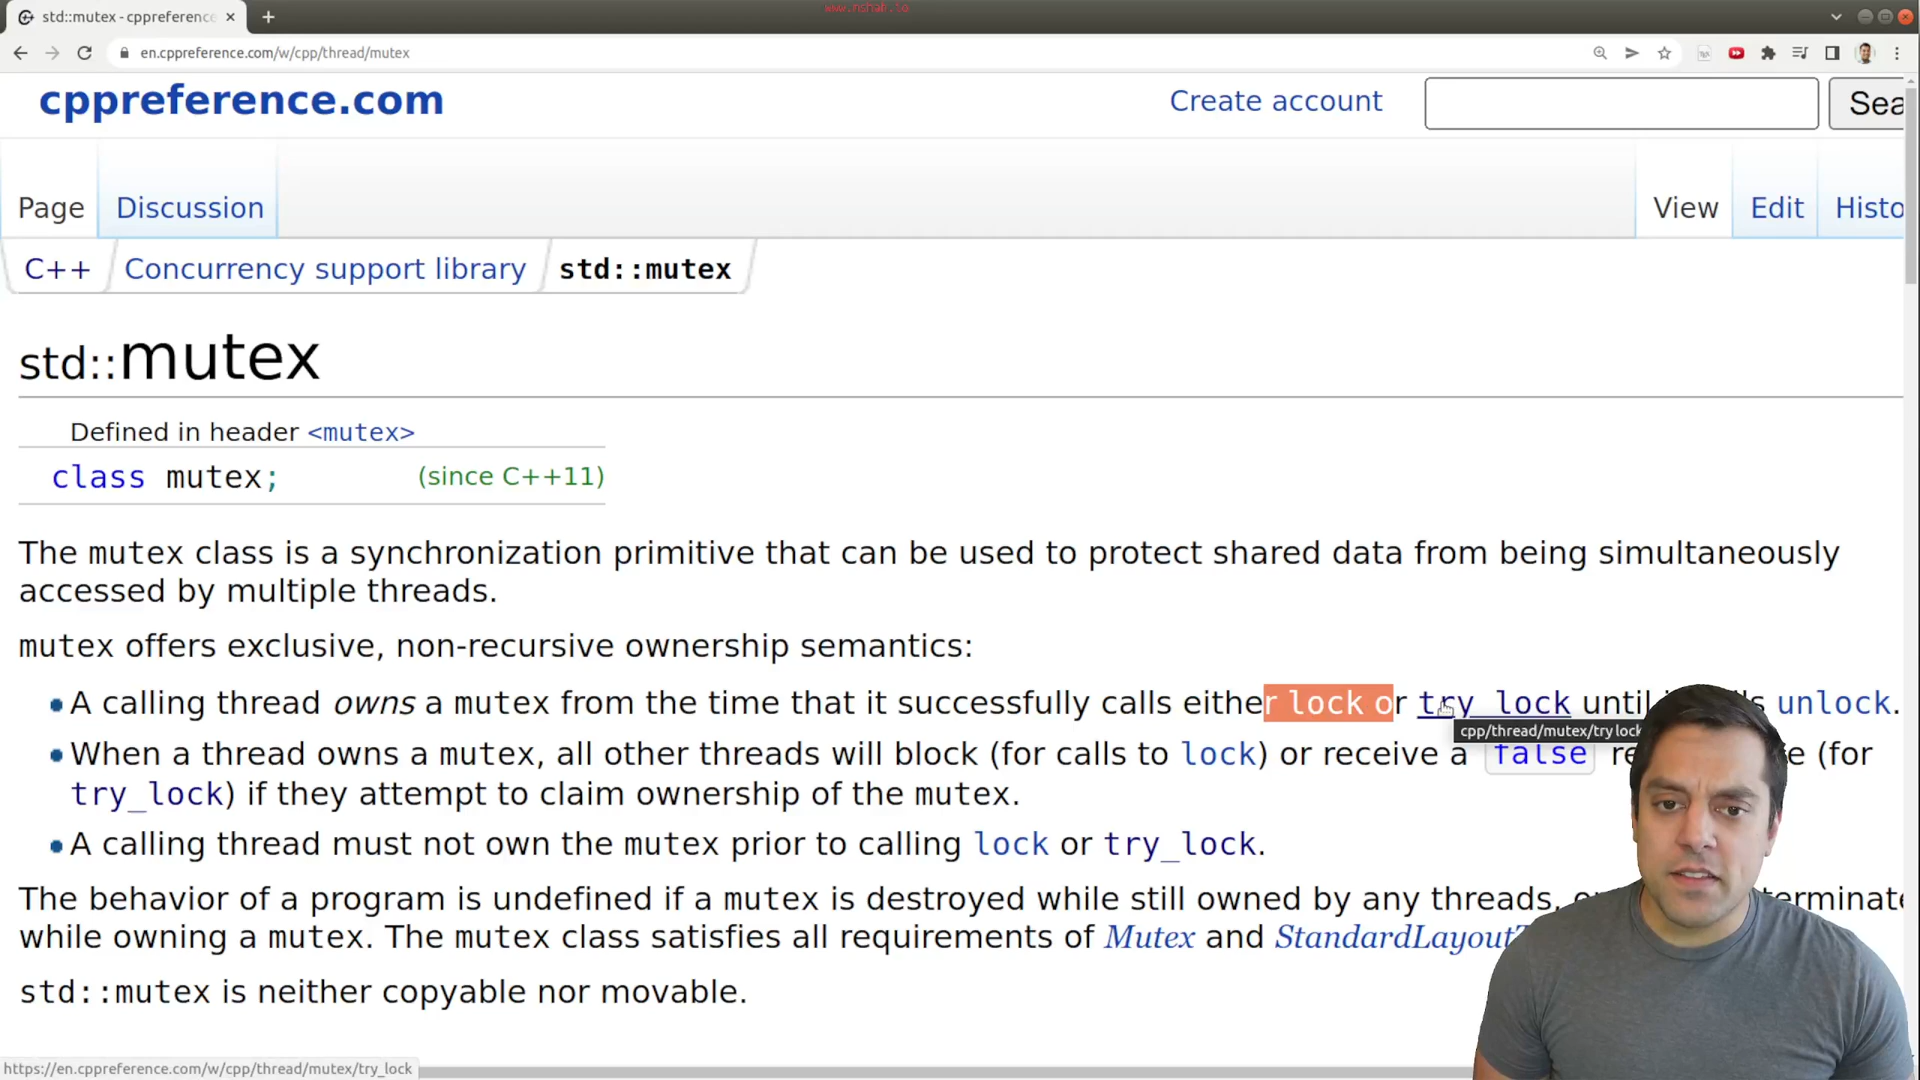 www.mshah.io
std::mutex - cppreference
en.cppreference.com/w/cpp/thread/mutex
cppreference.com
Create account
Sea
Page Discussion View Edit Histo
C++ Concurrency support library std::mutex
std::mutex
Defined in header <mutex>
class mutex; (since C++11)
The mutex class is a synchronization primitive that can be used to protect shared data from being simultaneously
accessed by multiple threads.
mutex offers exclusive, non-recursive ownership semantics:
A calling thread owns a mutex from the time that it successfully calls either lock or try_lock until unlock.
cpp/thread/mutex/try lock
When a thread owns a mutex, all other threads will block (for calls to lock) or receive a false re e (for
try_lock) if they attempt to claim ownership of the mutex.
A calling thread must not own the mutex prior to calling lock or try_lock.
The behavior of a program is undefined if a mutex is destroyed while still owned by any threads, o terminate
while owning a mutex. The mutex class satisfies all requirements of Mutex and StandardLayoutT
std::mutex is neither copyable nor movable.
https://en.cppreference.com/w/cpp/thread/mutex/try_lock